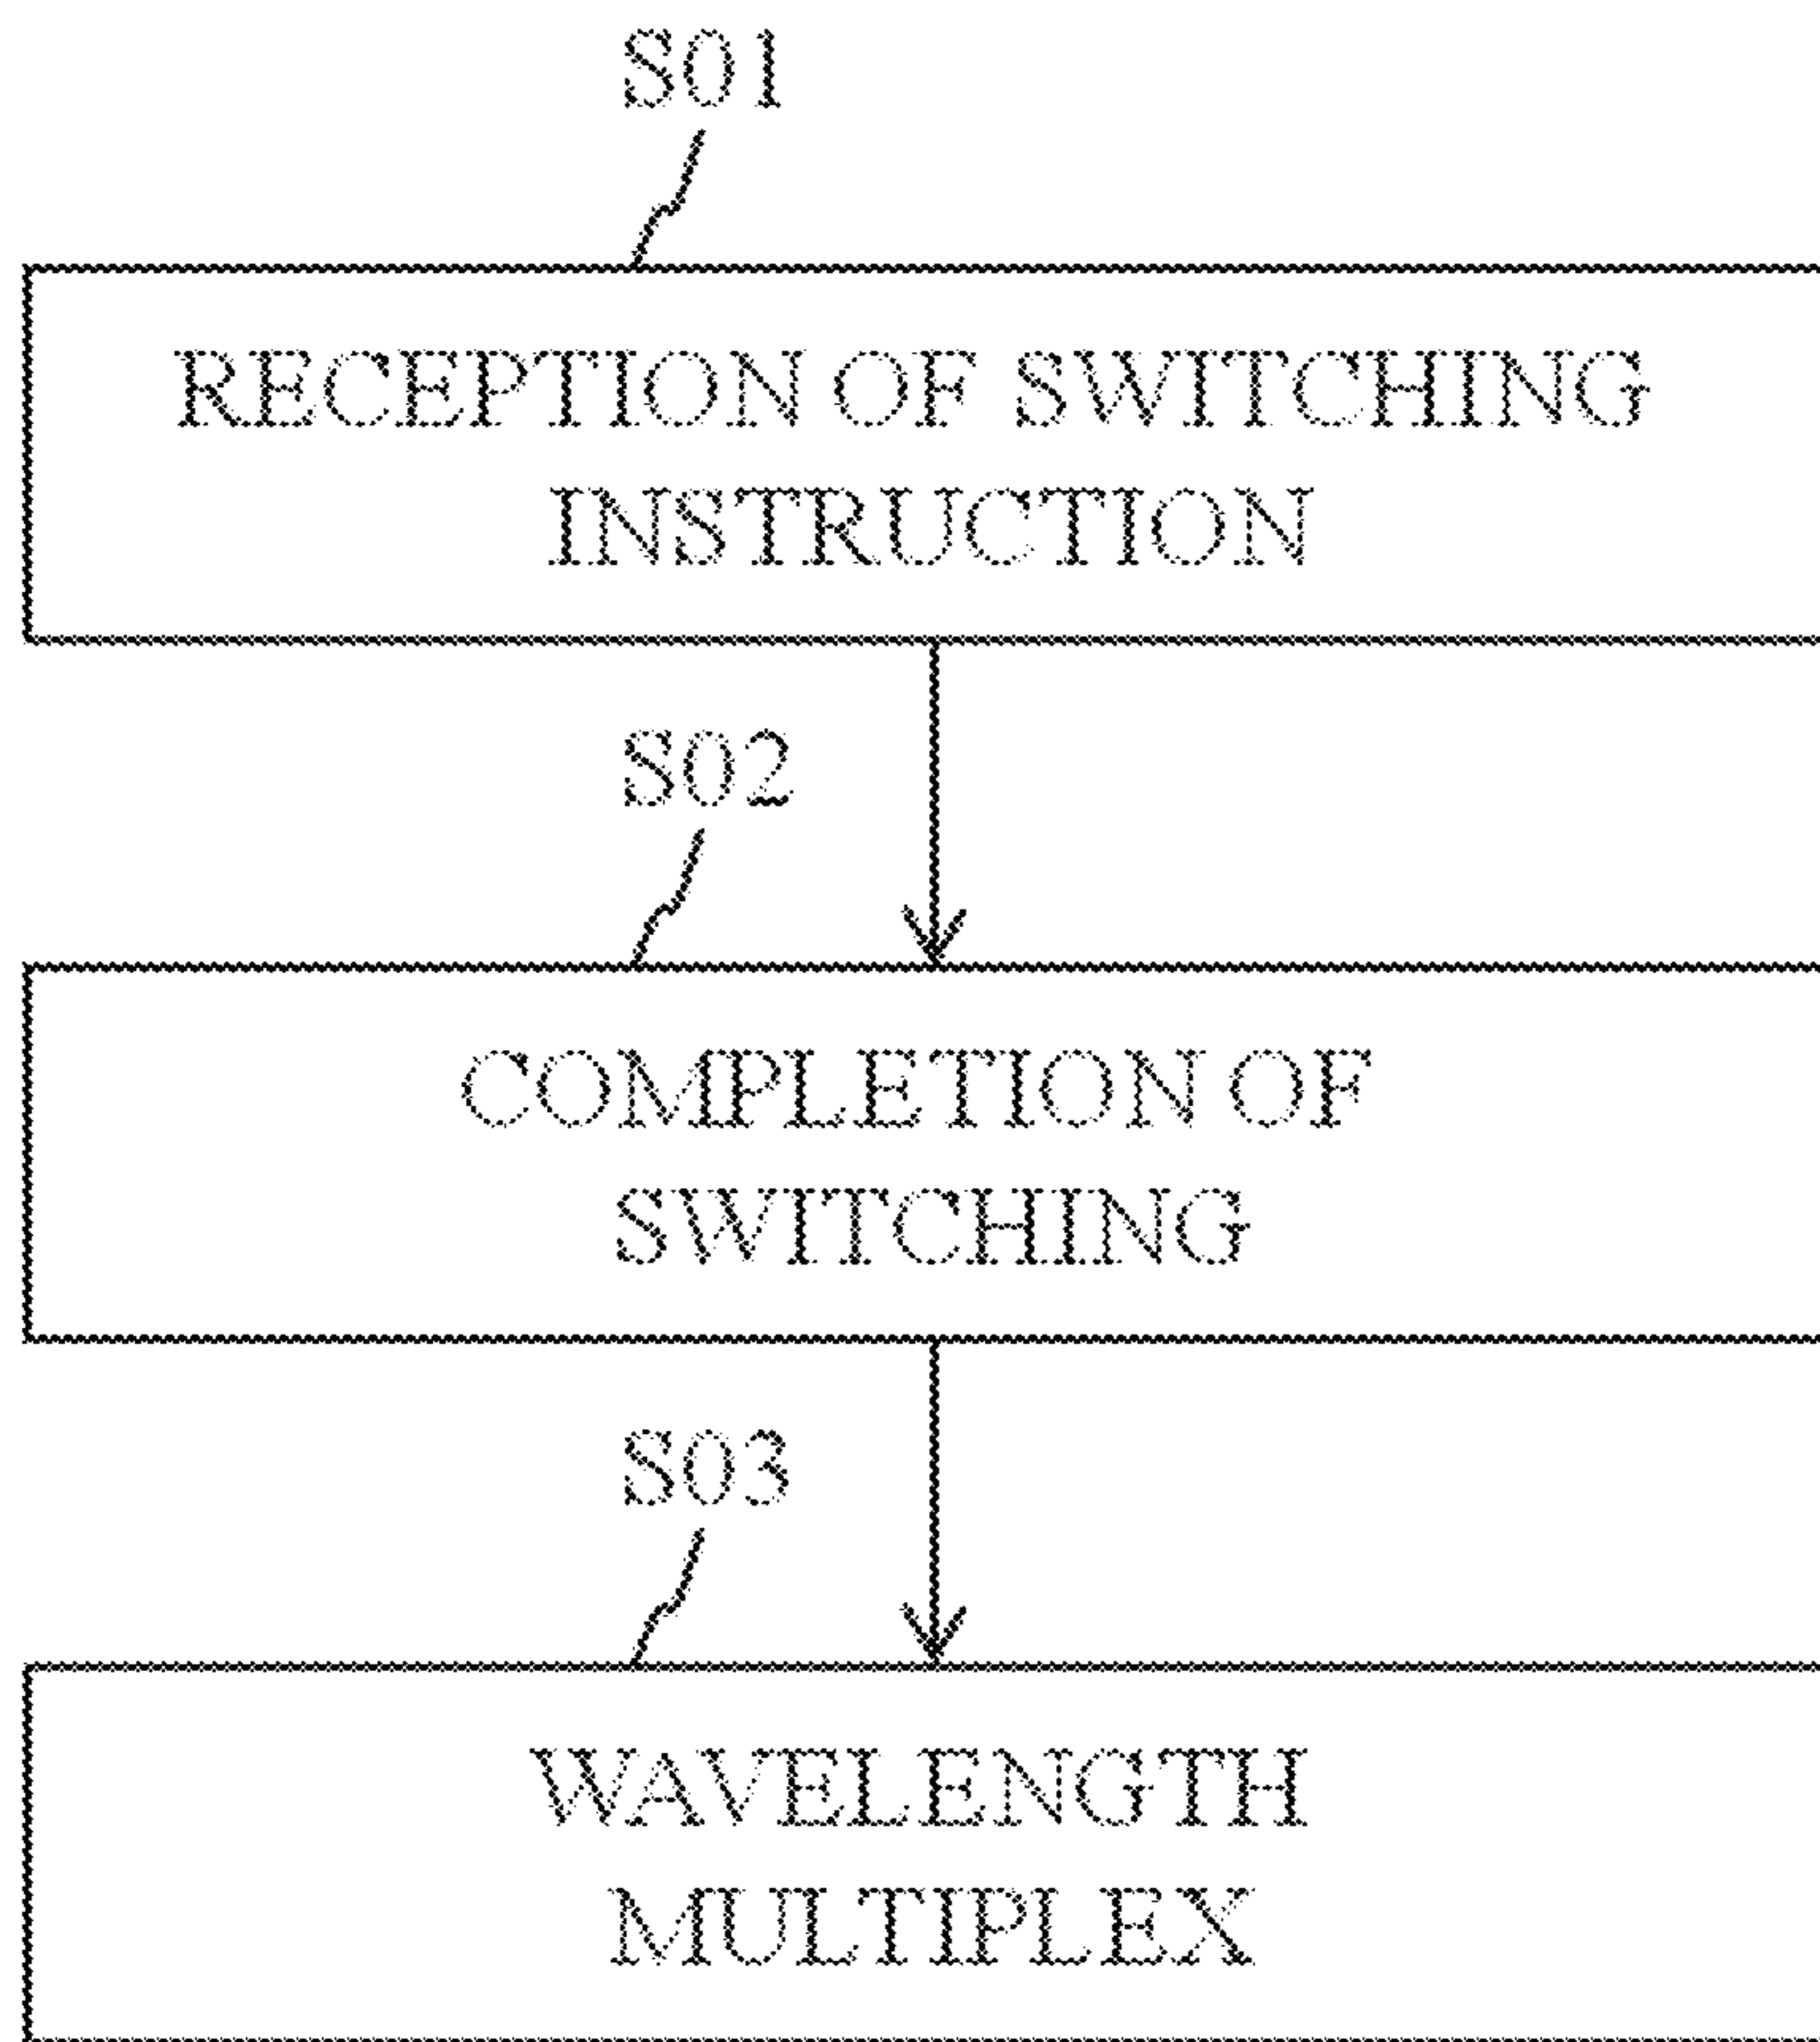 S01
RECEPTION OF SWITCHING
INSTRUCTION
S02
COMPLETION OF
SWITCHING
S03
WAVELENGTH
MULTIPLEX